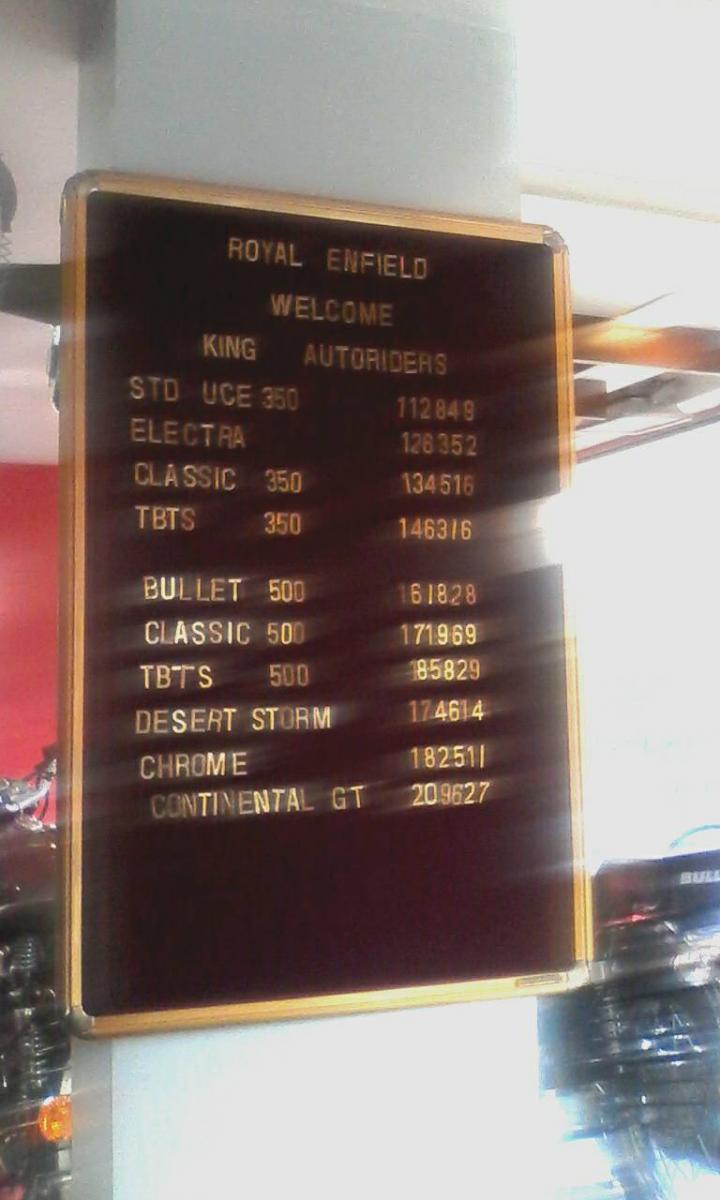 ROYAL ENFIELD
WELCOME
KING AUTORIDERS
STD UCE 350 112849
ELECTRA 126352
CLASSIC 350 134516
TBTS 350 146316
BULLET 500 161828
CLASSIC 500 171969
TBTS 500 185829
DESERT STORM 174614
CHROME 182511
CONTINENTAL GT 209627